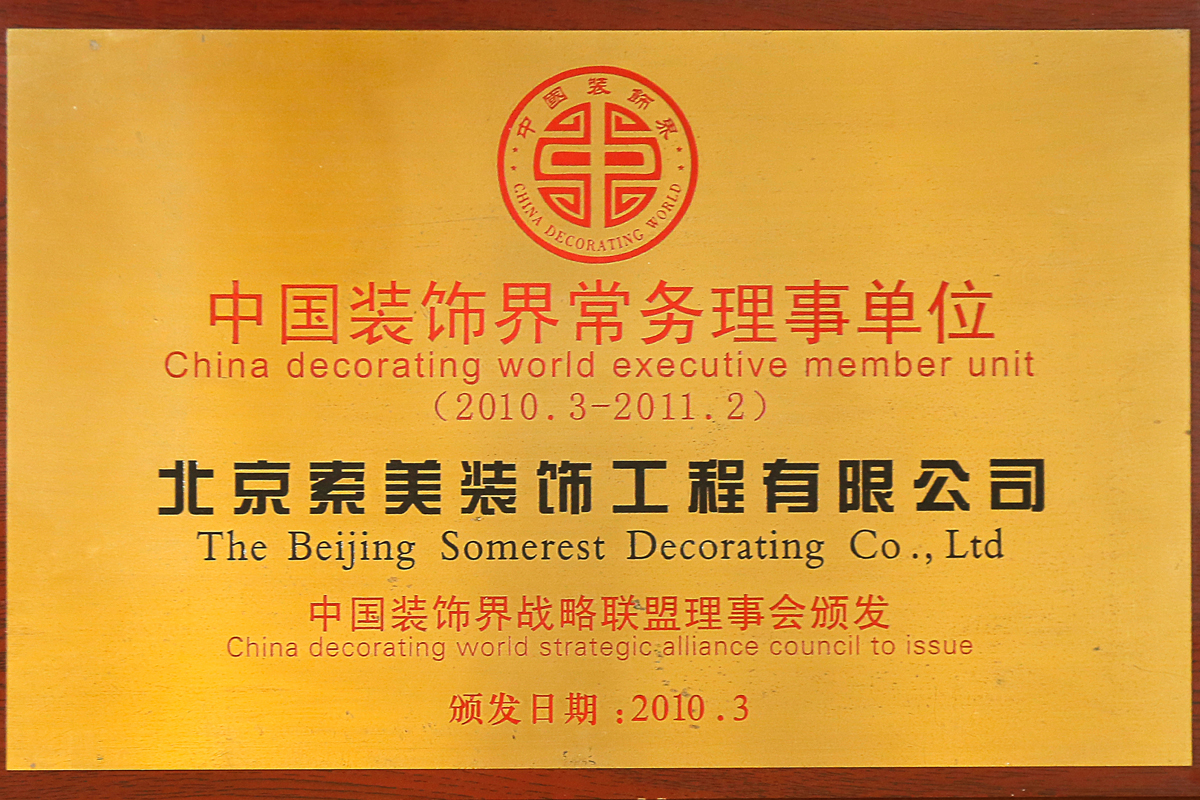 中國装飾界
CHINA DECORATING WORLD
中国装饰界常务理事单位
China decorating world executive member unit
（2010.3-2011.2）
北京索美装饰工程有限公司
The Beijing Somerest Decorating Co.,Ltd
中国装饰界战略联盟理事会颁发
China decorating world strategic alliance council to issue
颁发日期:2010.3